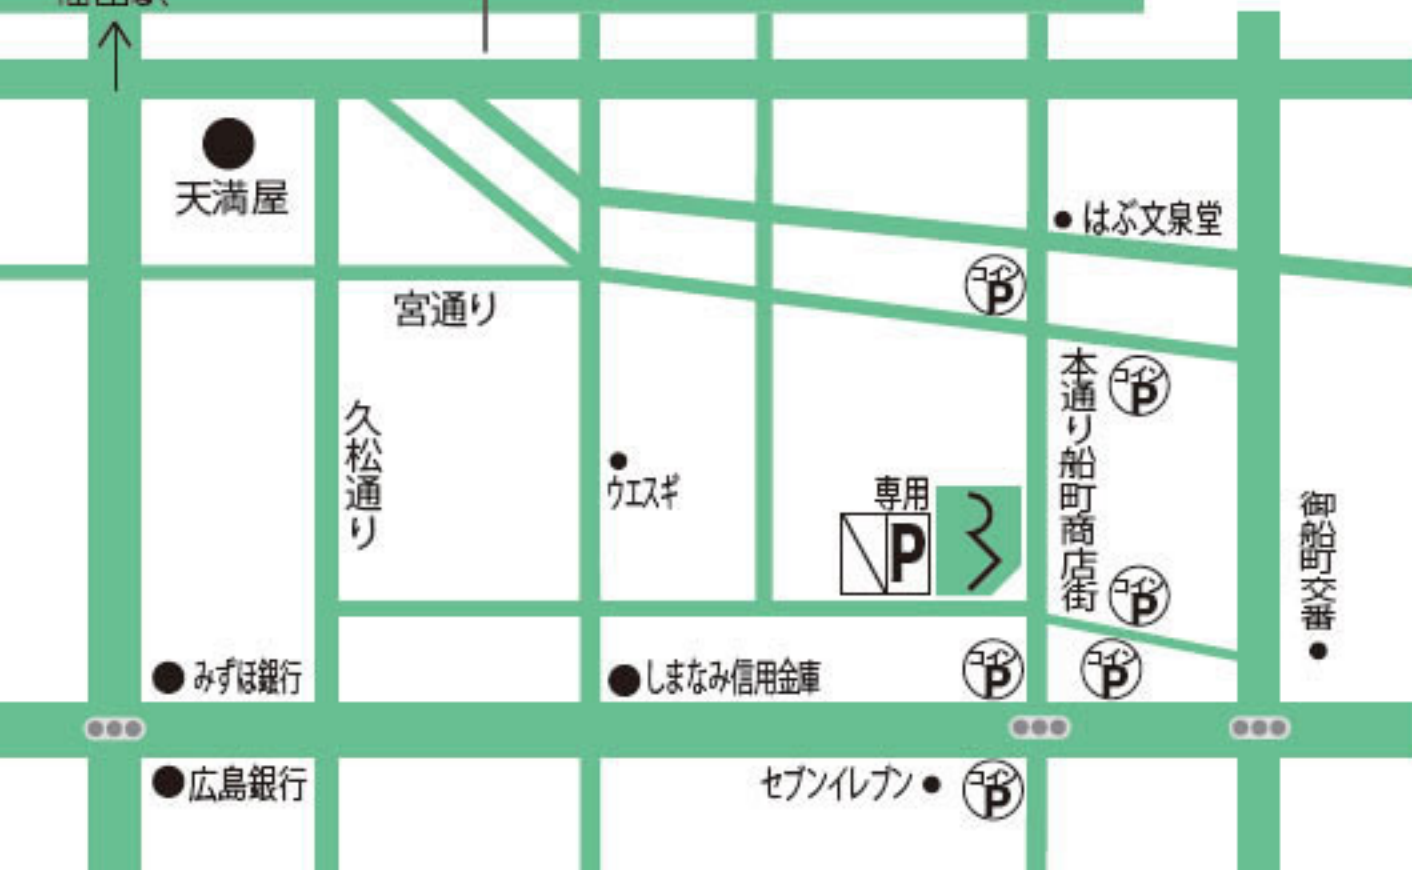 天満屋
はぶ文泉堂
コイン
P
宮通り
本通り船町商店街
コイン
P
久松通り
ウエスギ
専用
P
御船町交番
コイン
P
みずほ銀行
しまなみ信用金庫
コイン
P
コイン
P
広島銀行
セブンイレブン
コイン
P